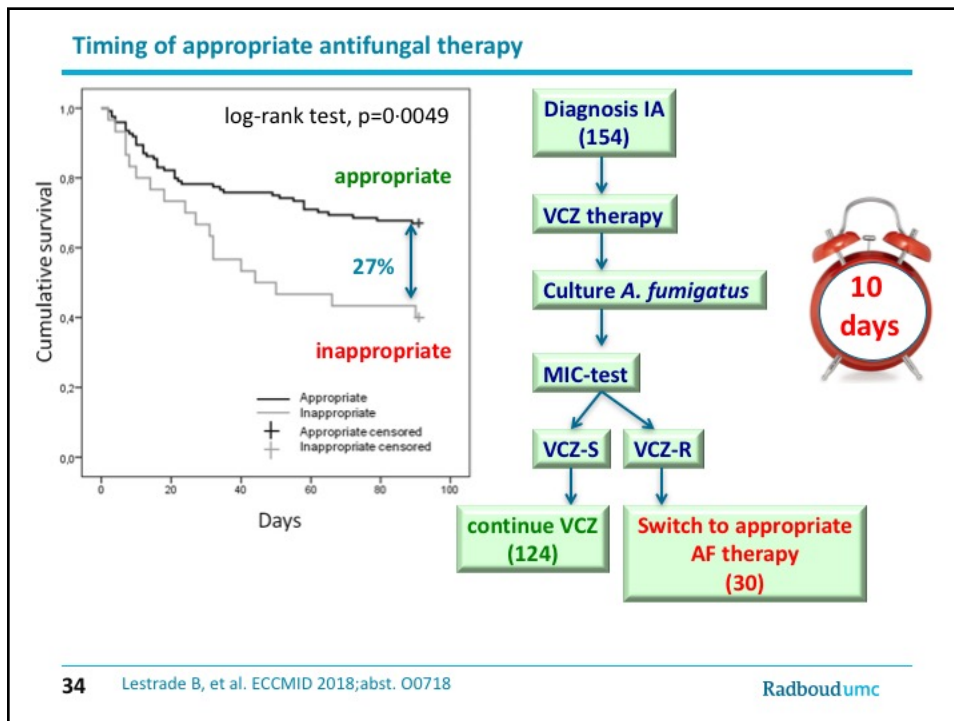 Timing of appropriate antifungal therapy
log-rank test, p=0·0049
appropriate
27%
inappropriate
Cumulative survival
1,0
0,8
0,6
0,4
0,2
0,0
Appropriate
Inappropriate
Appropriate censored
Inappropriate censored
0
20
40
60
80
100
Days
Diagnosis IA
(154)
VCZ therapy
Culture A. fumigatus
MIC-test
VCZ-S
VCZ-R
continue VCZ
(124)
Switch to appropriate
AF therapy
(30)
10
days
34
Lestrade B, et al. ECCMID 2018;abst. O0718
Radboudumc